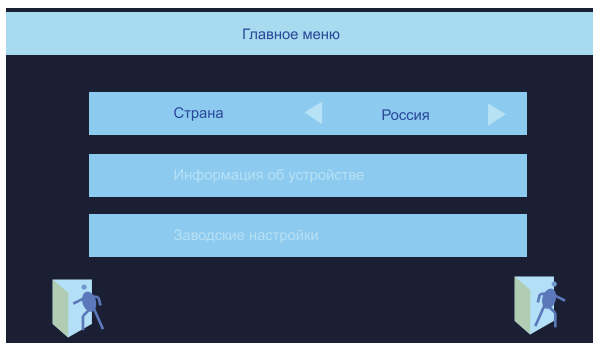 Главное меню
Страна Россия
Информация об устройстве
Заводские настройки